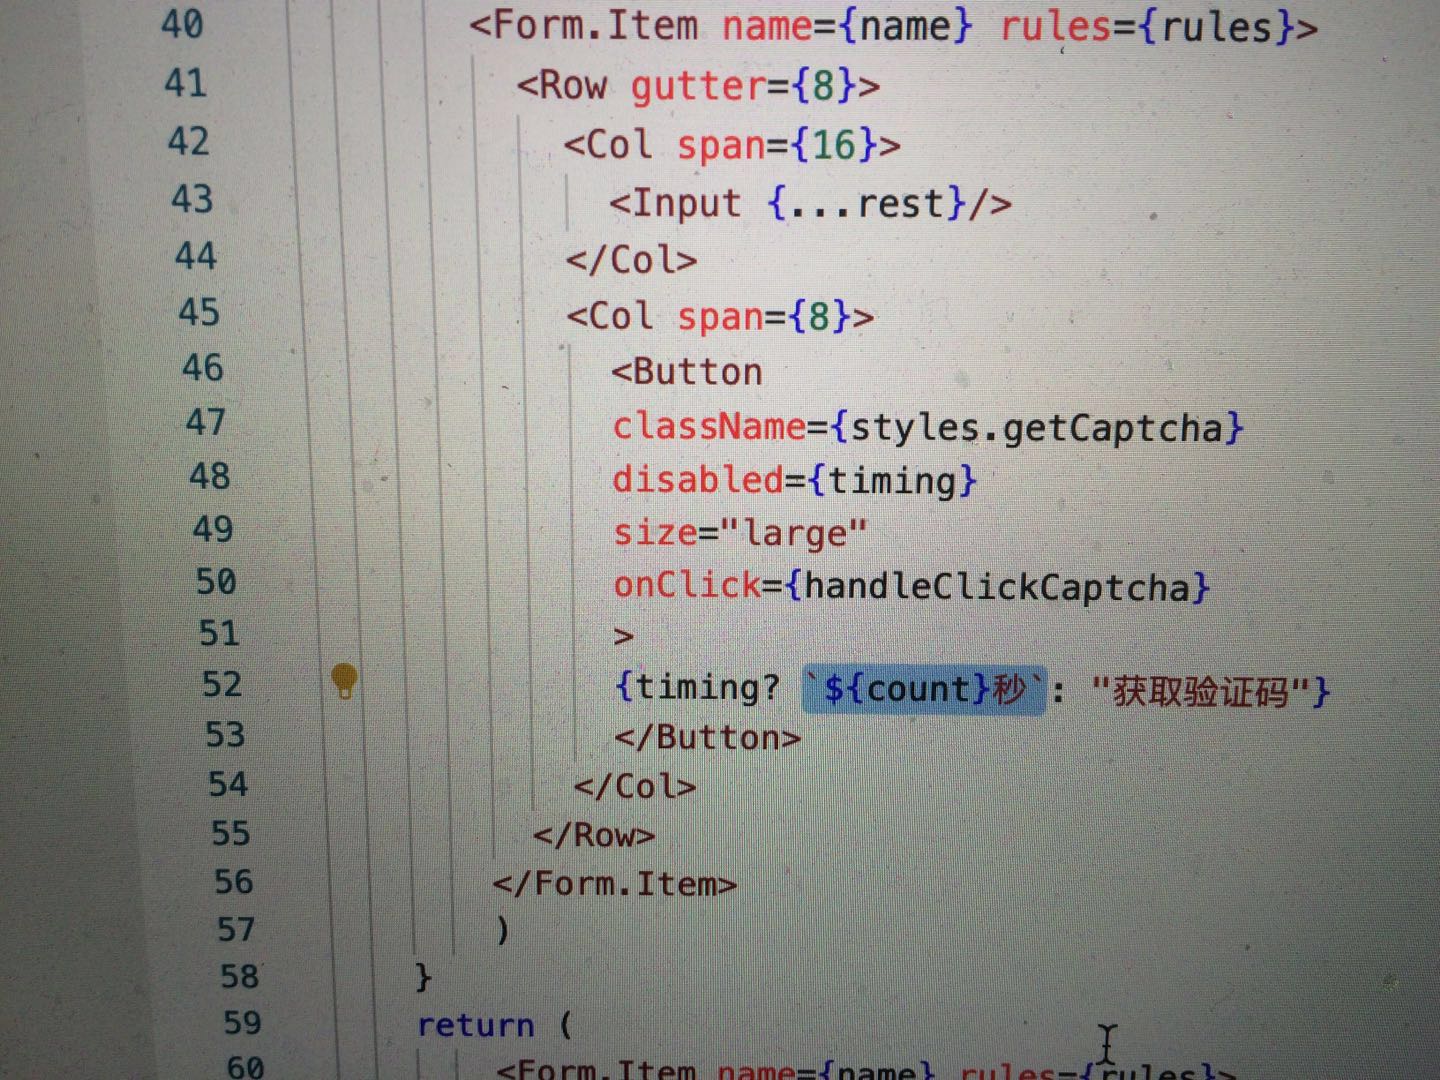 40 <Form.Item name={name} rules={rules}>
41 <Row gutter={8}>
42 <Col span={16}>
43 <Input {...rest}/>
44 </Col>
45 <Col span={8}>
46 <Button
47 className={styles.getCaptcha}
48 disabled={timing}
49 size="large"
50 onClick={handleClickCaptcha}
51 >
52 {timing? `${count}秒`: "获取验证码"}
53 </Button>
54 </Col>
55 </Row>
56 </Form.Item>
57 )
58 }
59 return (
60 <Form.Item name={name} rules={rules}>